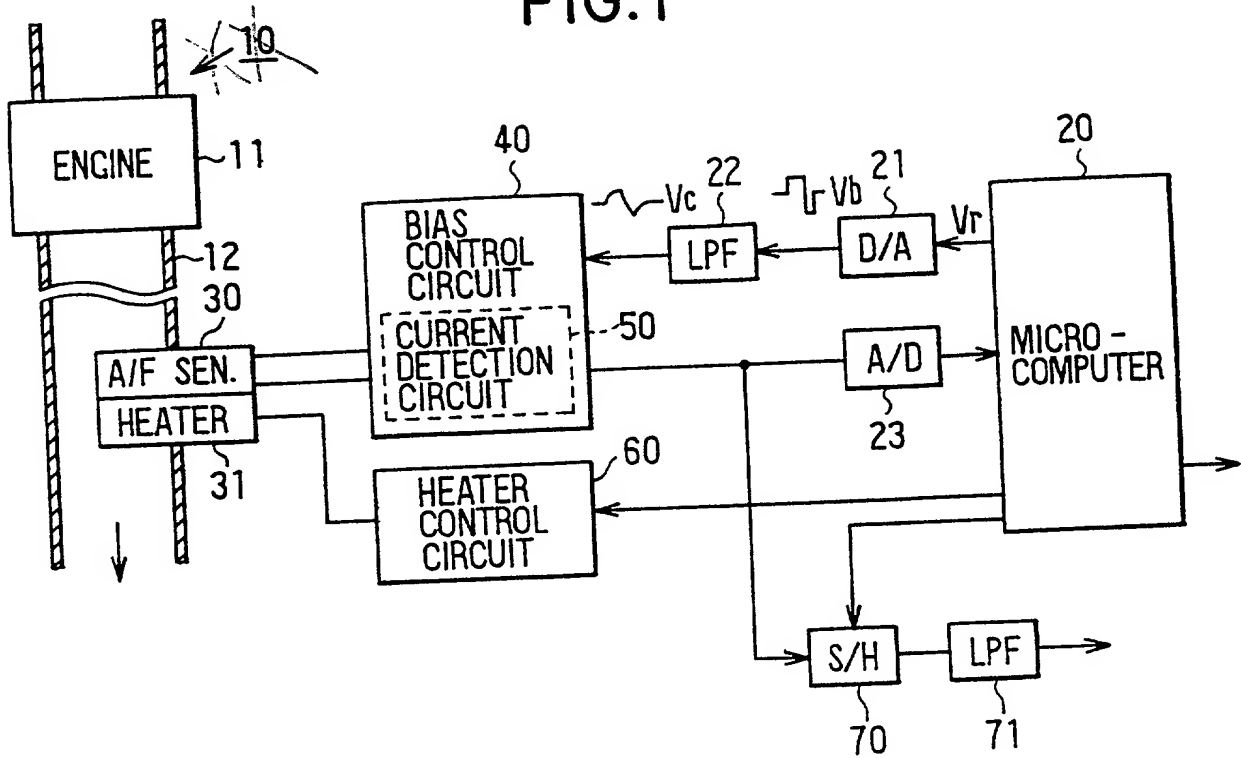 FIG. 1
10
ENGINE
11
12
30
A/F SEN.
HEATER
31
40
BIAS
CONTROL
CIRCUIT
CURRENT
DETECTION
CIRCUIT
50
Vc
22
LPF
Vb
21
D/A
Vr
20
MICRO-
COMPUTER
A/D
23
60
HEATER
CONTROL
CIRCUIT
S/H
70
LPF
71